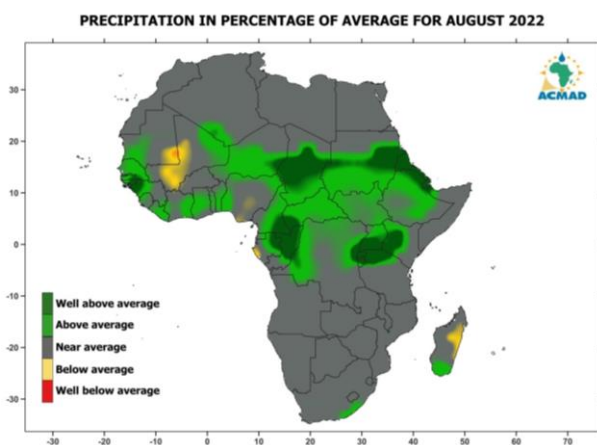 PRECIPITATION IN PERCENTAGE OF AVERAGE FOR AUGUST 2022
ACMAD
30
20
10
0
-10
-20
-30
Well above average
Above average
Near average
Below average
Well below average
-30 -20 -10 0 10 20 30 40 50 60 70